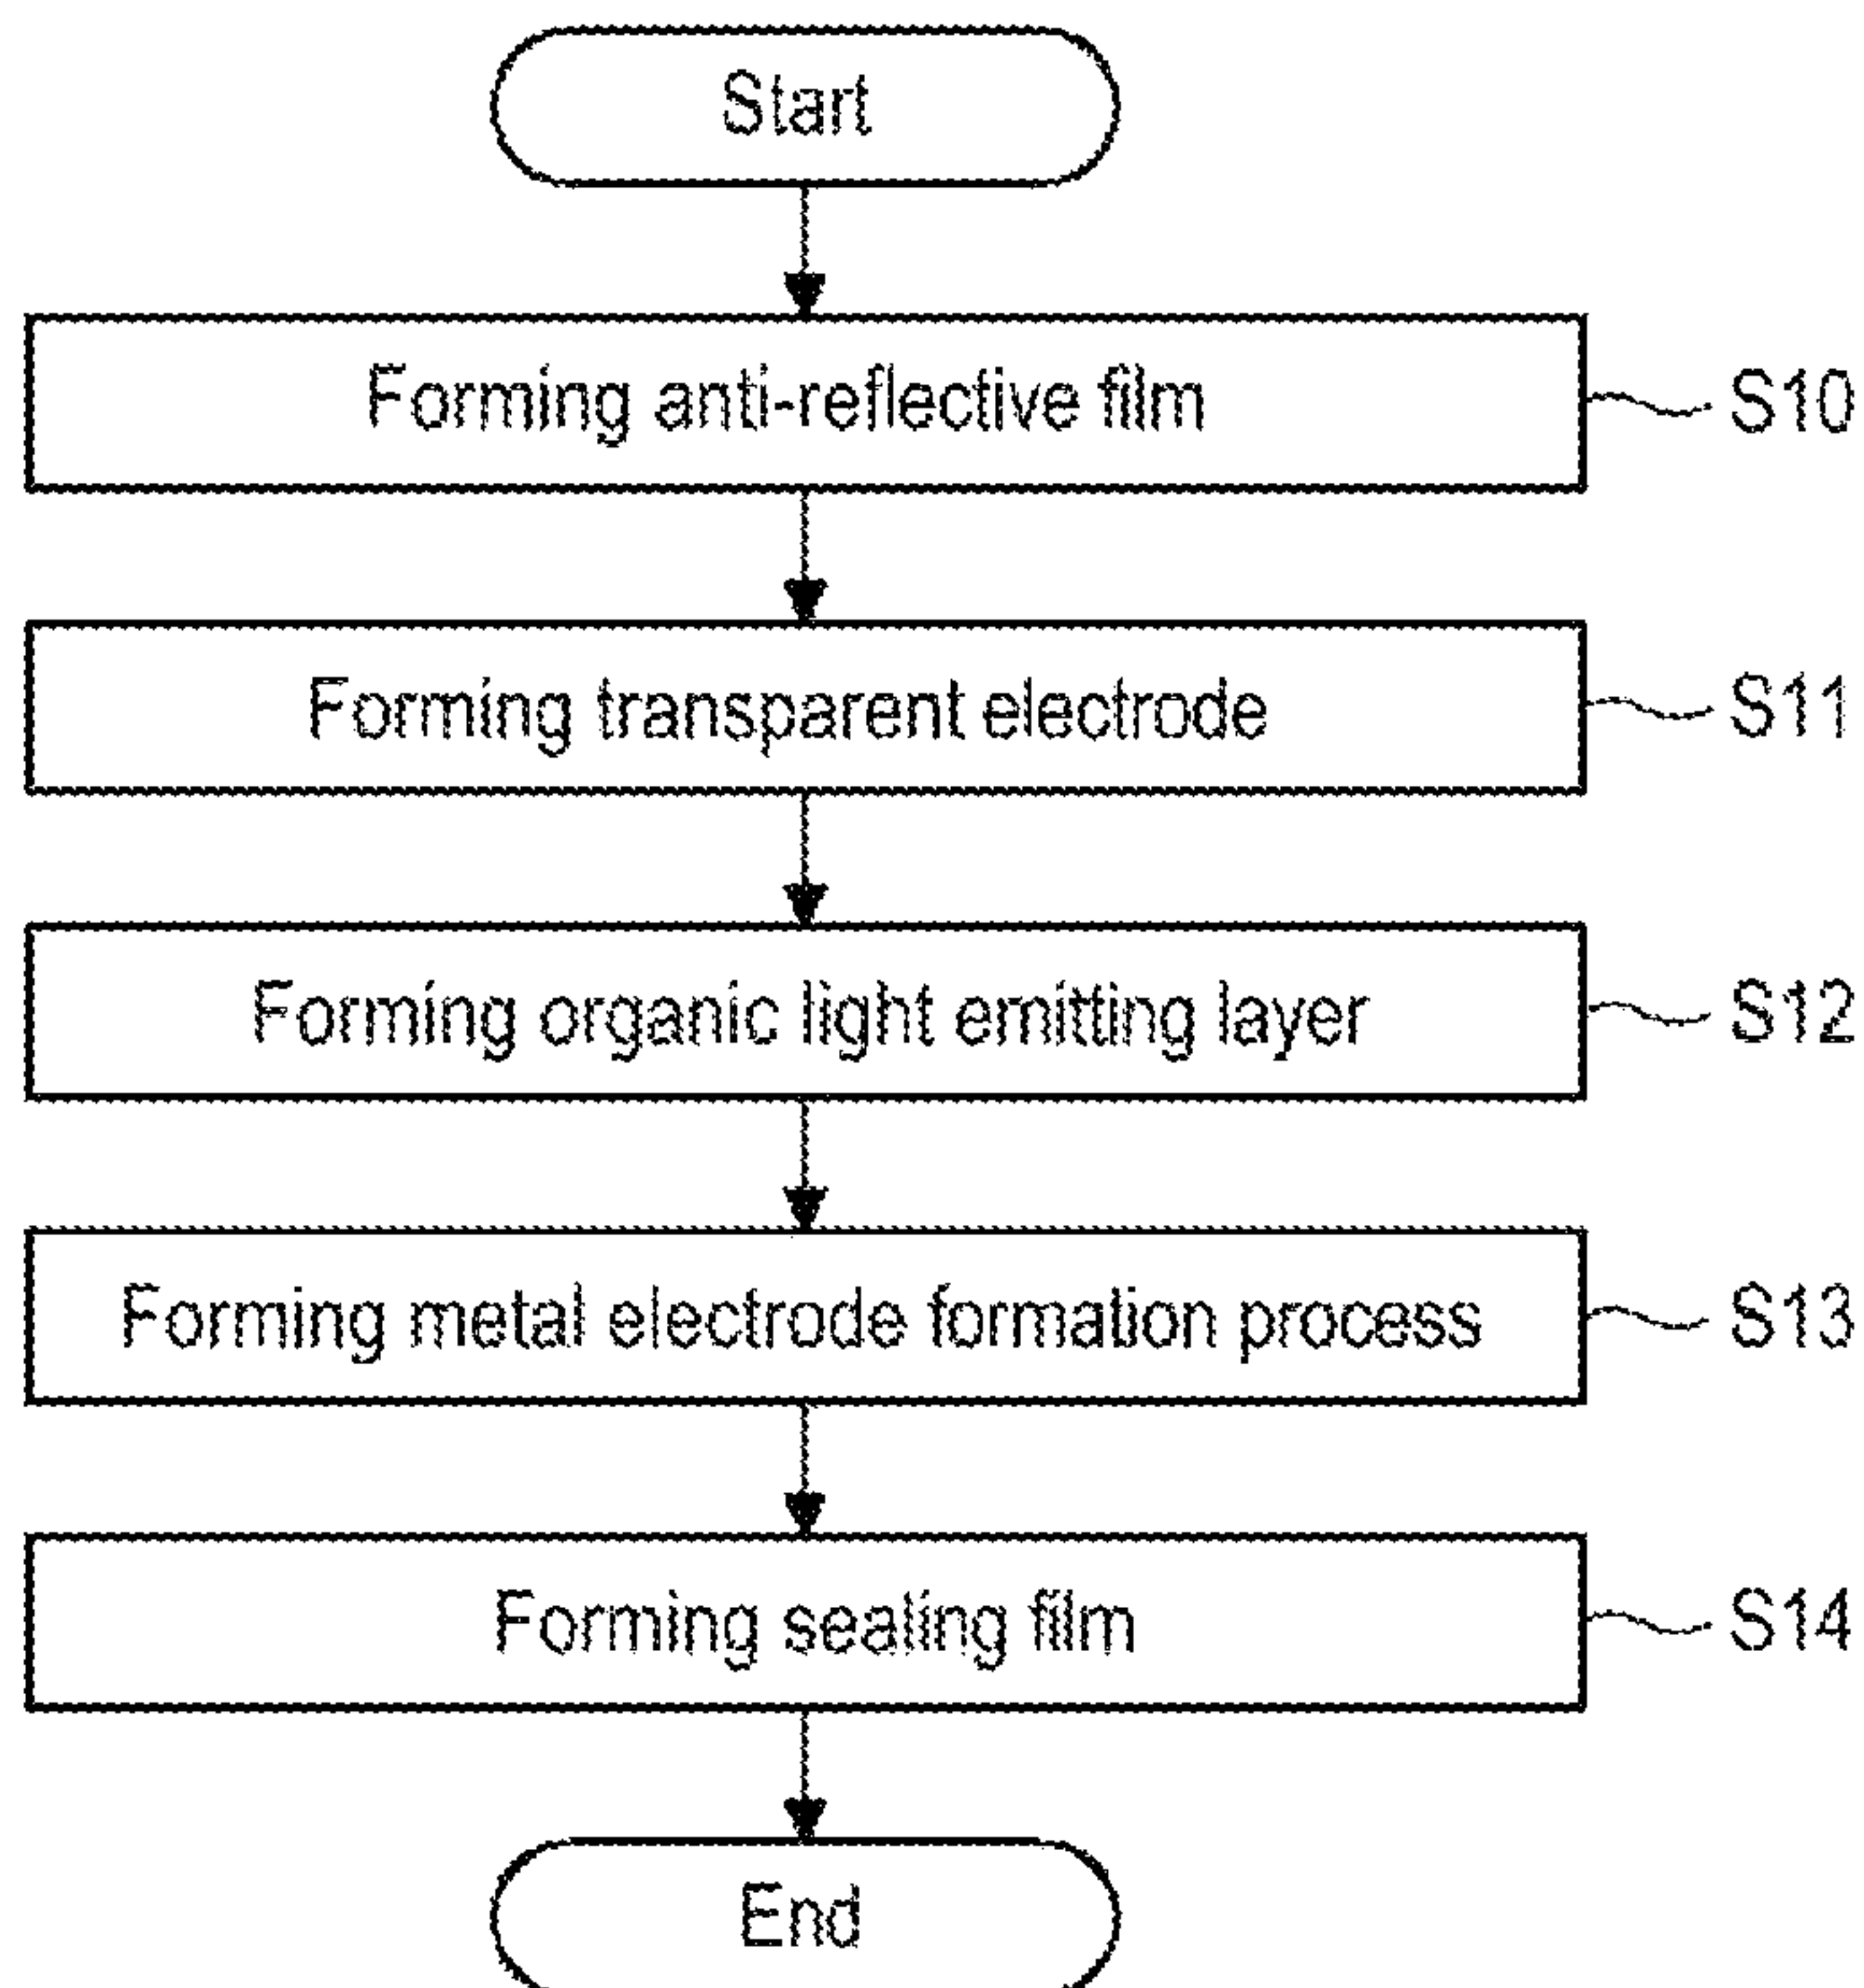 Start
Forming anti-reflective film
S10
Forming transparent electrode
S11
Forming organic light emitting layer
S12
Forming metal electrode formation process
S13
Forming sealing film
S14
End